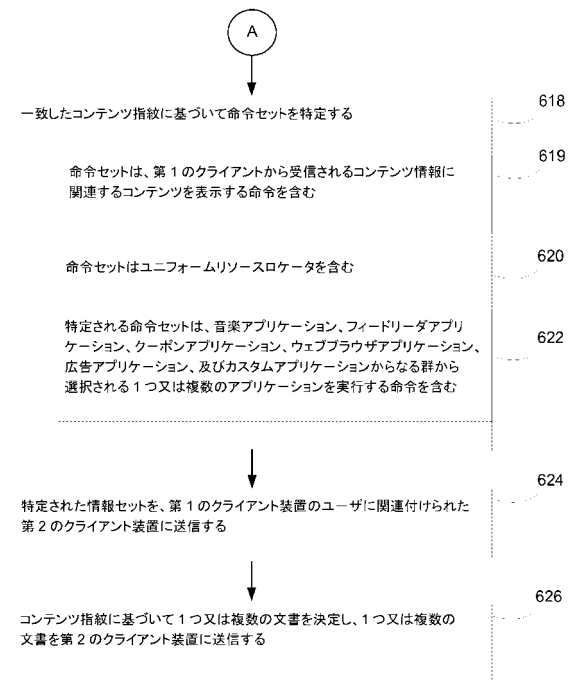 A
一致したコンテンツ指紋に基づいて命令セットを特定する
618
命令セットは、第1のクライアントから受信されるコンテンツ情報に
関連するコンテンツを表示する命令を含む
619
命令セットはユニフォームリソースロケータを含む
620
特定される命令セットは、音楽アプリケーション、フィードリーダアプリ
ケーション、クーポンアプリケーション、ウェブブラウザアプリケーション、
広告アプリケーション、及びカスタムアプリケーションからなる群から
選択される1つ又は複数のアプリケーションを実行する命令を含む
622
特定された情報セットを、第1のクライアント装置のユーザに関連付けられた
第2のクライアント装置に送信する
624
コンテンツ指紋に基づいて1つ又は複数の文書を決定し、1つ又は複数の
文書を第2のクライアント装置に送信する
626